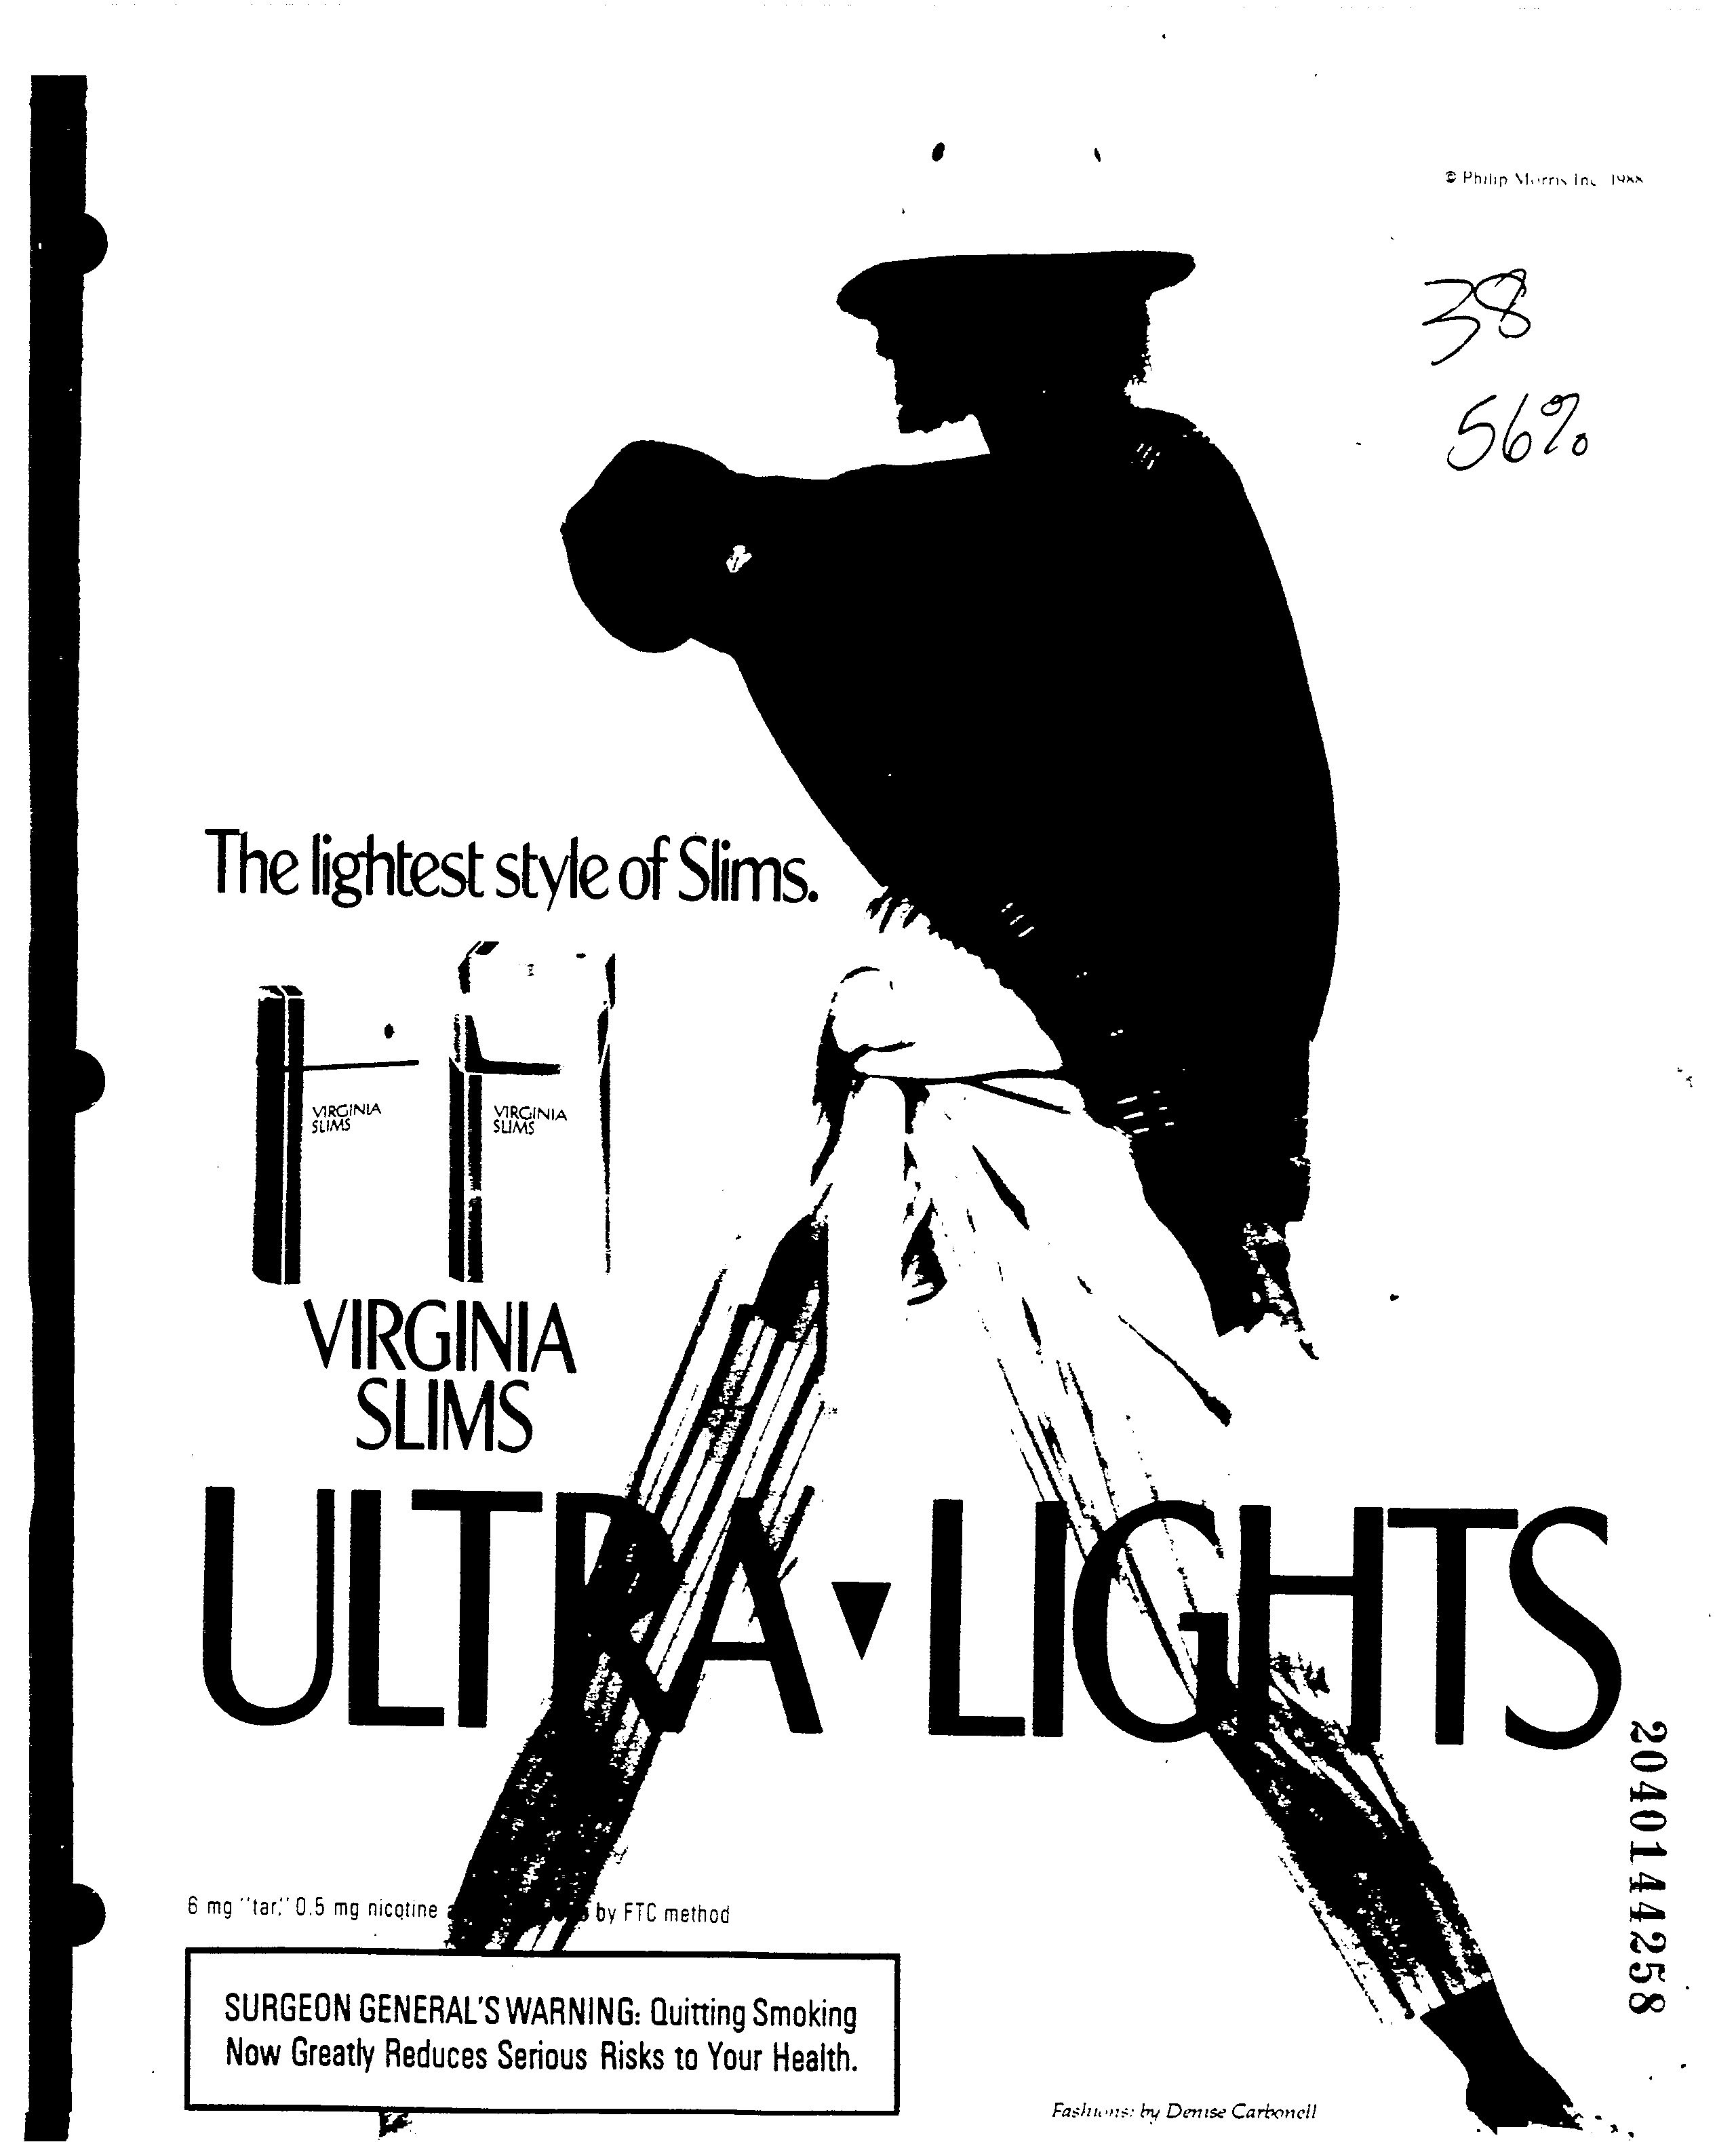 © Philip Morris Inc. 1988
38
56%
The lightest style of Slims.
VIRGINIA
SLIMS
VIRGINIA
SLIMS
VIRGINIA
SLIMS
ULTRA▼LIGHTS
2040144258
6 mg "tar," 0.5 mg nicotine by FTC method
SURGEON GENERAL'S WARNING: Quitting Smoking
Now Greatly Reduces Serious Risks to Your Health.
Fashions: by Denise Carbonell